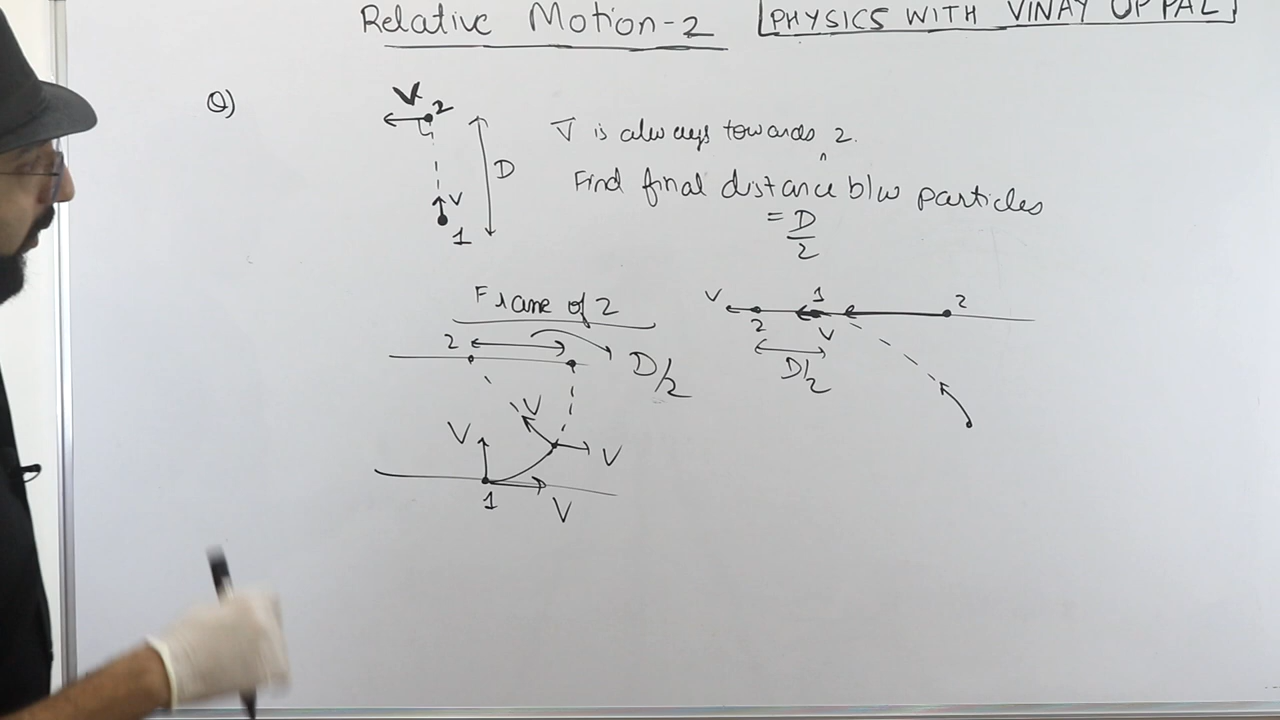 Relative Motion-2
PHYSICS WITH VINAY UPPAL
Q)
V
2
D
V
1
V is always towards 2.
Find final distance b/w particles
= D/2
Frame of 2
2
D/2
V
V
V
1
V
V
1
2
2
V
D/2